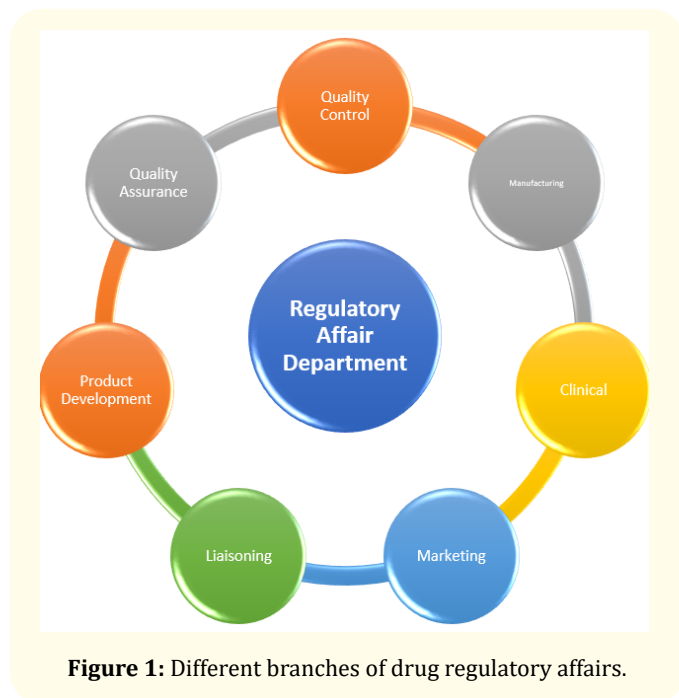 Quality
Control
Quality
Assurance
Manufacturing
Regulatory
Affair
Department
Product
Development
Clinical
Liaisoning
Marketing
Figure 1: Different branches of drug regulatory affairs.